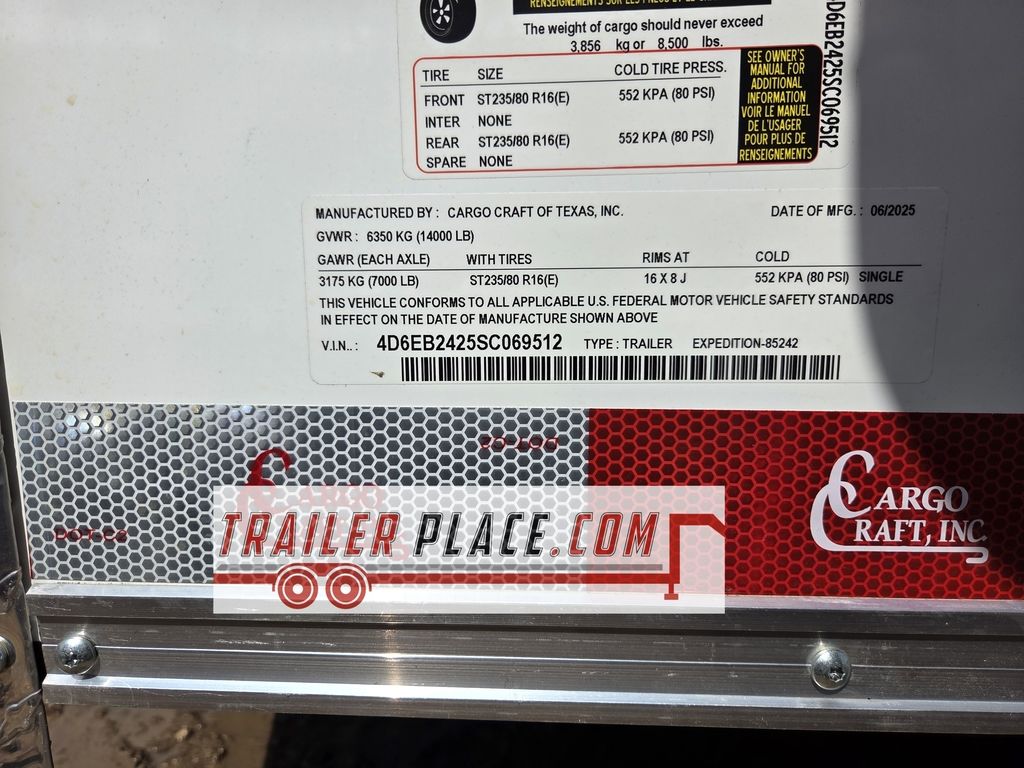 The weight of cargo should never exceed
3,856 kg or 8,500 lbs.
TIRE SIZE COLD TIRE PRESS.
FRONT ST235/80 R16(E) 552 KPA (80 PSI)
INTER NONE
REAR ST235/80 R16(E) 552 KPA (80 PSI)
SPARE NONE
SEE OWNER'S
MANUAL FOR
ADDITIONAL
INFORMATION
VOIR LE MANUEL
DE L'USAGER
POUR PLUS DE
RENSEIGNEMENTS
D6EB2425SC069512
MANUFACTURED BY : CARGO CRAFT OF TEXAS, INC. DATE OF MFG. : 06/2025
GVWR : 6350 KG (14000 LB)
GAWR (EACH AXLE) WITH TIRES RIMS AT COLD
3175 KG (7000 LB) ST235/80 R16(E) 16 X 8 J 552 KPA (80 PSI) SINGLE
THIS VEHICLE CONFORMS TO ALL APPLICABLE U.S. FEDERAL MOTOR VEHICLE SAFETY STANDARDS
IN EFFECT ON THE DATE OF MANUFACTURE SHOWN ABOVE
V.I.N.. : 4D6EB2425SC069512 TYPE : TRAILER EXPEDITION-85242
DOT-C2
DOT-C2
CARGO
CRAFT, INC.
TRAILER PLACE.COM